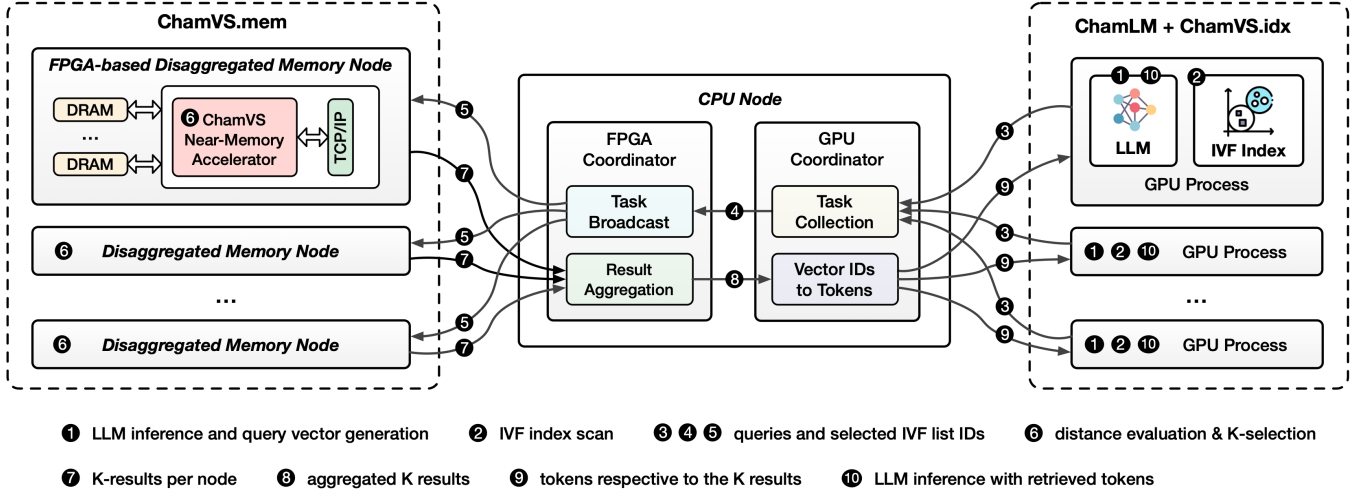 ChamVS.mem
FPGA-based Disaggregated Memory Node
DRAM
...
DRAM
6 ChamVS
Near-Memory
Accelerator
TCP/IP
6 Disaggregated Memory Node
...
6 Disaggregated Memory Node
5
7
5
7
5
7
CPU Node
FPGA
Coordinator
Task
Broadcast
Result
Aggregation
4
8
GPU
Coordinator
Task
Collection
Vector IDs
to Tokens
3
9
3
9
3
9
ChamLM + ChamVS.idx
1 10
LLM
2
IVF Index
GPU Process
1 2 10 GPU Process
...
1 2 10 GPU Process
1 LLM inference and query vector generation
2 IVF index scan
3 4 5 queries and selected IVF list IDs
6 distance evaluation & K-selection
7 K-results per node
8 aggregated K results
9 tokens respective to the K results
10 LLM inference with retrieved tokens